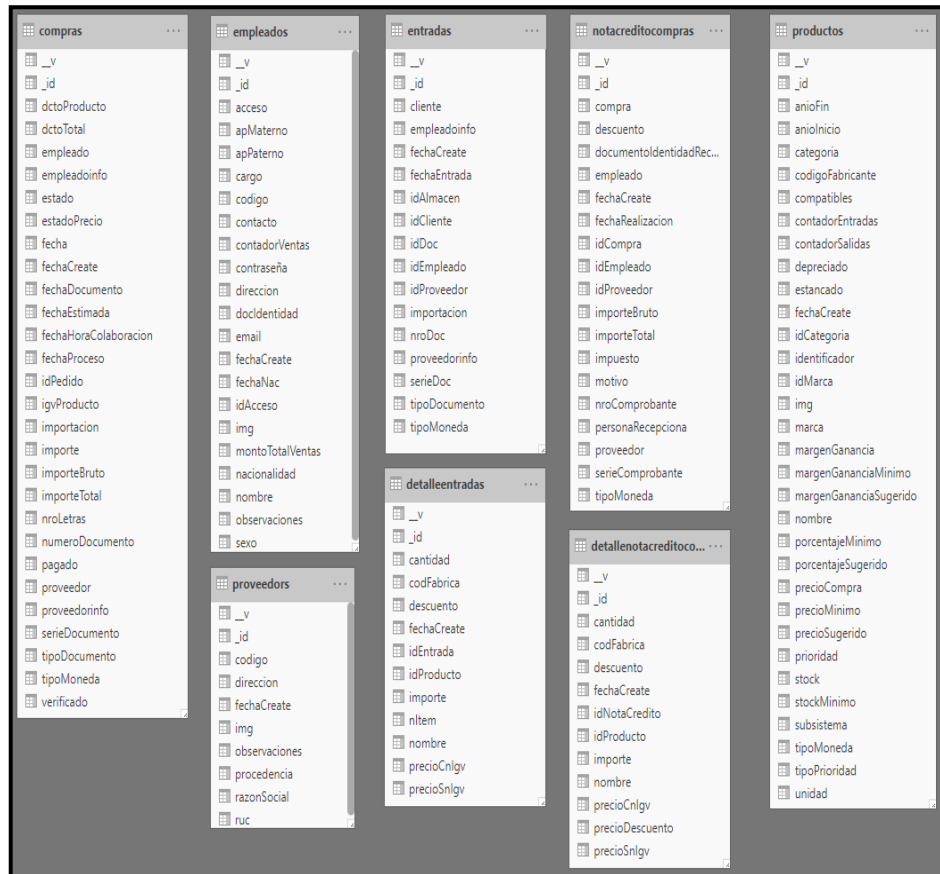 compras
__v
_id
dctoProducto
dctoTotal
empleado
empleadoinfo
estado
estadoPrecio
fecha
fechaCreate
fechaDocumento
fechaEstimada
fechaHoraColaboracion
fechaProceso
idPedido
igvProducto
importacion
importe
importeBruto
importeTotal
nroLetras
numeroDocumento
pagado
proveedor
proveedorinfo
serieDocumento
tipoDocumento
tipoMoneda
verificado
empleados
__v
_id
acceso
apMaterno
apPaterno
cargo
codigo
contacto
contadorVentas
contraseña
direccion
docIdentidad
email
fechaCreate
fechaNac
idAcceso
img
montoTotalVentas
nacionalidad
nombre
observaciones
sexo
proveedors
__v
_id
codigo
direccion
fechaCreate
img
observaciones
procedencia
razonSocial
ruc
entradas
__v
_id
cliente
empleadoinfo
fechaCreate
fechaEntrada
idAlmacen
idCliente
idDoc
idEmpleado
idProveedor
importacion
nroDoc
proveedorinfo
serieDoc
tipoDocumento
tipoMoneda
detalleentradas
__v
_id
cantidad
codFabrica
descuento
fechaCreate
idEntrada
idProducto
importe
nItem
nombre
precioCnIgv
precioSnIgv
notacreditocompras
__v
_id
compra
descuento
documentoIdentidadRec...
empleado
fechaCreate
fechaRealizacion
idCompra
idEmpleado
idProveedor
importeBruto
importeTotal
impuesto
motivo
nroComprobante
personaRecepciona
proveedor
serieComprobante
tipoMoneda
detallenotacreditoco...
__v
_id
cantidad
codFabrica
descuento
fechaCreate
idNotaCredito
idProducto
importe
nombre
precioCnIgv
precioDescuento
precioSnIgv
productos
__v
_id
anioFin
anioInicio
categoria
codigoFabricante
compatibles
contadorEntradas
contadorSalidas
depreciado
estancado
fechaCreate
idCategoria
identificador
idMarca
img
marca
margenGanancia
margenGananciaMinimo
margenGananciaSugerido
nombre
porcentajeMinimo
porcentajeSugerido
precioCompra
precioMinimo
precioSugerido
prioridad
stock
stockMinimo
subsistema
tipoMoneda
tipoPrioridad
unidad